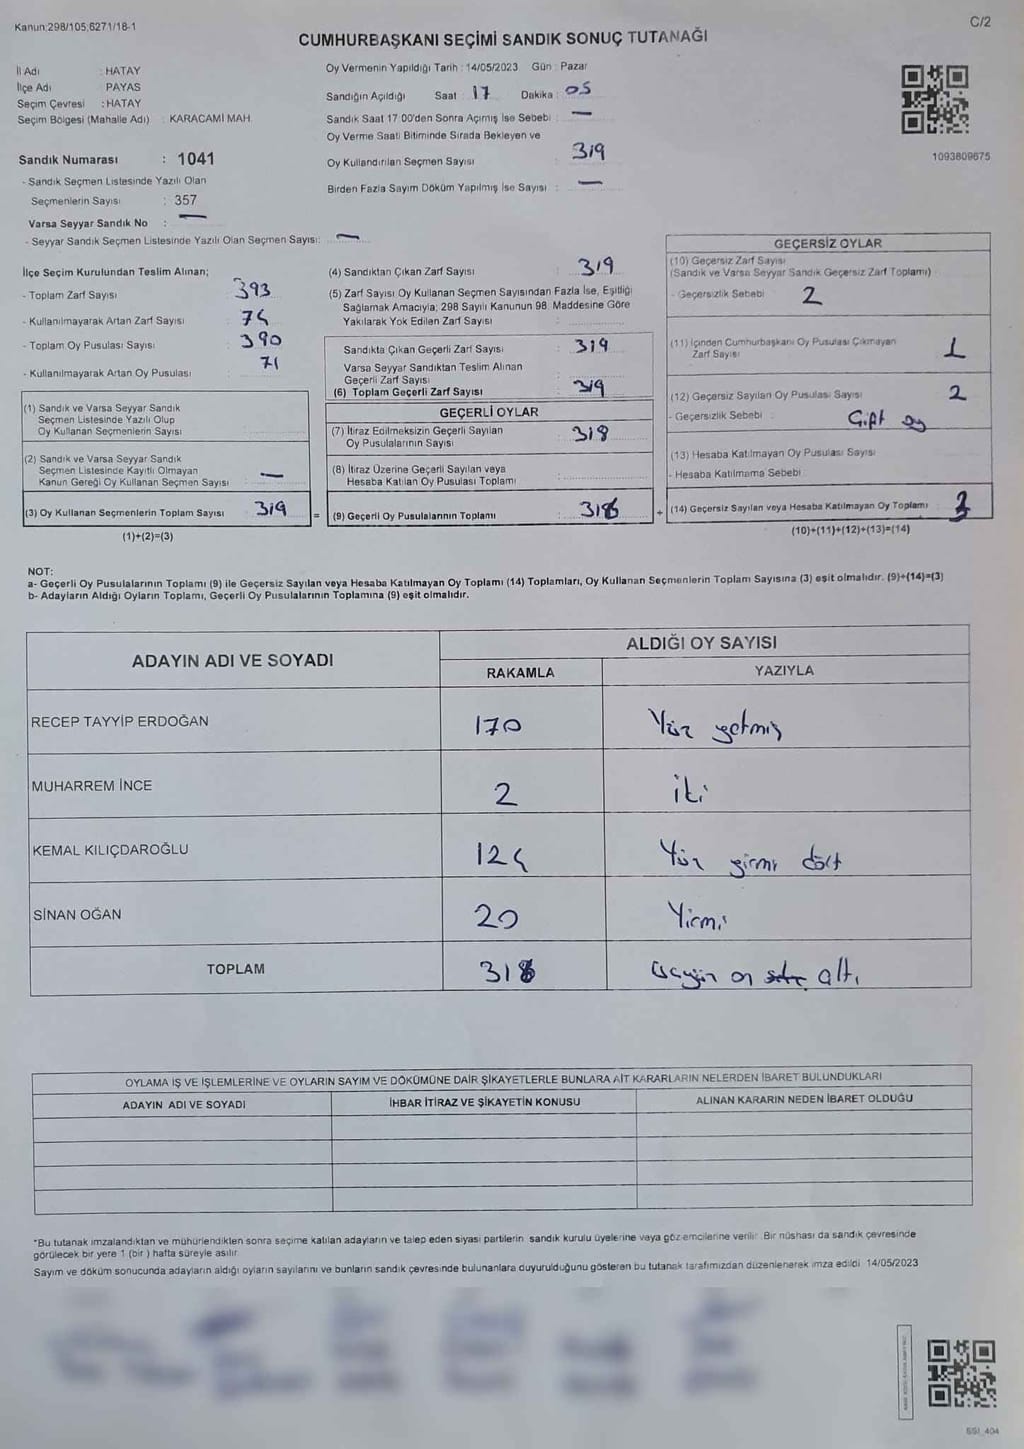 Kanun:298/105;6271/18-1
C/2
CUMHURBAŞKANI SEÇİMİ SANDIK SONUÇ TUTANAĞI
İl Adı : HATAY
İlçe Adı : PAYAS
Seçim Çevresi : HATAY
Seçim Bölgesi (Mahalle Adı) : KARACAMİ MAH.
Sandık Numarası : 1041
- Sandık Seçmen Listesinde Yazılı Olan
Seçmenlerin Sayısı : 357
Varsa Seyyar Sandık No : —
- Seyyar Sandık Seçmen Listesinde Yazılı Olan Seçmen Sayısı: —
Oy Vermenin Yapıldığı Tarih : 14/05/2023 Gün : Pazar
Sandığın Açıldığı Saat : 17 Dakika : 05
Sandık Saat 17.00'den Sonra Açımış İse Sebebi : —
Oy Verme Saati Bitiminde Sırada Bekleyen ve
Oy Kullandırılan Seçmen Sayısı : 319
Birden Fazla Sayım Döküm Yapılmış İse Sayısı : —
1093809675
İlçe Seçim Kurulundan Teslim Alınan;
- Toplam Zarf Sayısı : 393
- Kullanılmayarak Artan Zarf Sayısı : 74
- Toplam Oy Pusulası Sayısı : 390
- Kullanılmayarak Artan Oy Pusulası : 71
(1) Sandık ve Varsa Seyyar Sandık
Seçmen Listesinde Yazılı Olup
Oy Kullanan Seçmenlerin Sayısı :
(2) Sandık ve Varsa Seyyar Sandık
Seçmen Listesinde Kayıtlı Olmayan
Kanun Gereği Oy Kullanan Seçmen Sayısı : —
(3) Oy Kullanan Seçmenlerin Toplam Sayısı : 319
(1)+(2)=(3)
(4) Sandıktan Çıkan Zarf Sayısı : 319
(5) Zarf Sayısı Oy Kullanan Seçmen Sayısından Fazla İse, Eşitliği
Sağlamak Amacıyla; 298 Sayılı Kanunun 98. Maddesine Göre
Yakılarak Yok Edilen Zarf Sayısı :
Sandıkta Çıkan Geçerli Zarf Sayısı : 319
Varsa Seyyar Sandıktan Teslim Alınan
Geçerli Zarf Sayısı :
(6) Toplam Geçerli Zarf Sayısı : 319
GEÇERLİ OYLAR
(7) İtiraz Edilmeksizin Geçerli Sayılan
Oy Pusulalarının Sayısı : 318
(8) İtiraz Üzerine Geçerli Sayılan veya
Hesaba Katılan Oy Pusulası Toplamı :
= (9) Geçerli Oy Pusulalarının Toplamı : 316
GEÇERSİZ OYLAR
(10) Geçersiz Zarf Sayısı
(Sandık ve Varsa Seyyar Sandık Geçersiz Zarf Toplamı)
- Geçersizlik Sebebi : 2
(11) İçinden Cumhurbaşkanı Oy Pusulası Çıkmayan
Zarf Sayısı : 1
(12) Geçersiz Sayılan Oy Pusulası Sayısı : 2
- Geçersizlik Sebebi : Çift oy
(13) Hesaba Katılmayan Oy Pusulası Sayısı :
- Hesaba Katılmama Sebebi :
+ (14) Geçersiz Sayılan veya Hesaba Katılmayan Oy Toplamı : 3
(10)+(11)+(12)+(13)=(14)
NOT:
a- Geçerli Oy Pusulalarının Toplamı (9) ile Geçersiz Sayılan veya Hesaba Katılmayan Oy Toplamı (14) Toplamları, Oy Kullanan Seçmenlerin Toplam Sayısına (3) eşit olmalıdır. (9)+(14)=(3)
b- Adayların Aldığı Oyların Toplamı, Geçerli Oy Pusulalarının Toplamına (9) eşit olmalıdır.
ADAYIN ADI VE SOYADI
ALDIĞI OY SAYISI
RAKAMLA YAZIYLA
RECEP TAYYİP ERDOĞAN 170 Yüz yetmiş
MUHARREM İNCE 2 iki
KEMAL KILIÇDAROĞLU 124 Yüz yirmi dört
SİNAN OĞAN 20 Yirmi
TOPLAM 316 üçyüz on altı
OYLAMA İŞ VE İŞLEMLERİNE VE OYLARIN SAYIM VE DÖKÜMÜNE DAİR ŞİKAYETLERLE BUNLARA AİT KARARLARIN NELERDEN İBARET BULUNDUKLARI
ADAYIN ADI VE SOYADI İHBAR İTİRAZ VE ŞİKAYETİN KONUSU ALINAN KARARIN NEDEN İBARET OLDUĞU
*Bu tutanak imzalandıktan ve mühürlendikten sonra seçime katılan adayların ve talep eden siyasi partilerin sandık kurulu üyelerine veya gözlemcilerine verilir. Bir nüshası da sandık çevresinde
görülecek bir yere 1 (bir) hafta süreyle asılır.
Sayım ve döküm sonucunda adayların aldığı oyların sayılarını ve bunların sandık çevresinde bulunanlara duyurulduğunu gösteren bu tutanak tarafımızdan düzenlenerek imza edildi. 14/05/2023
SSI_404